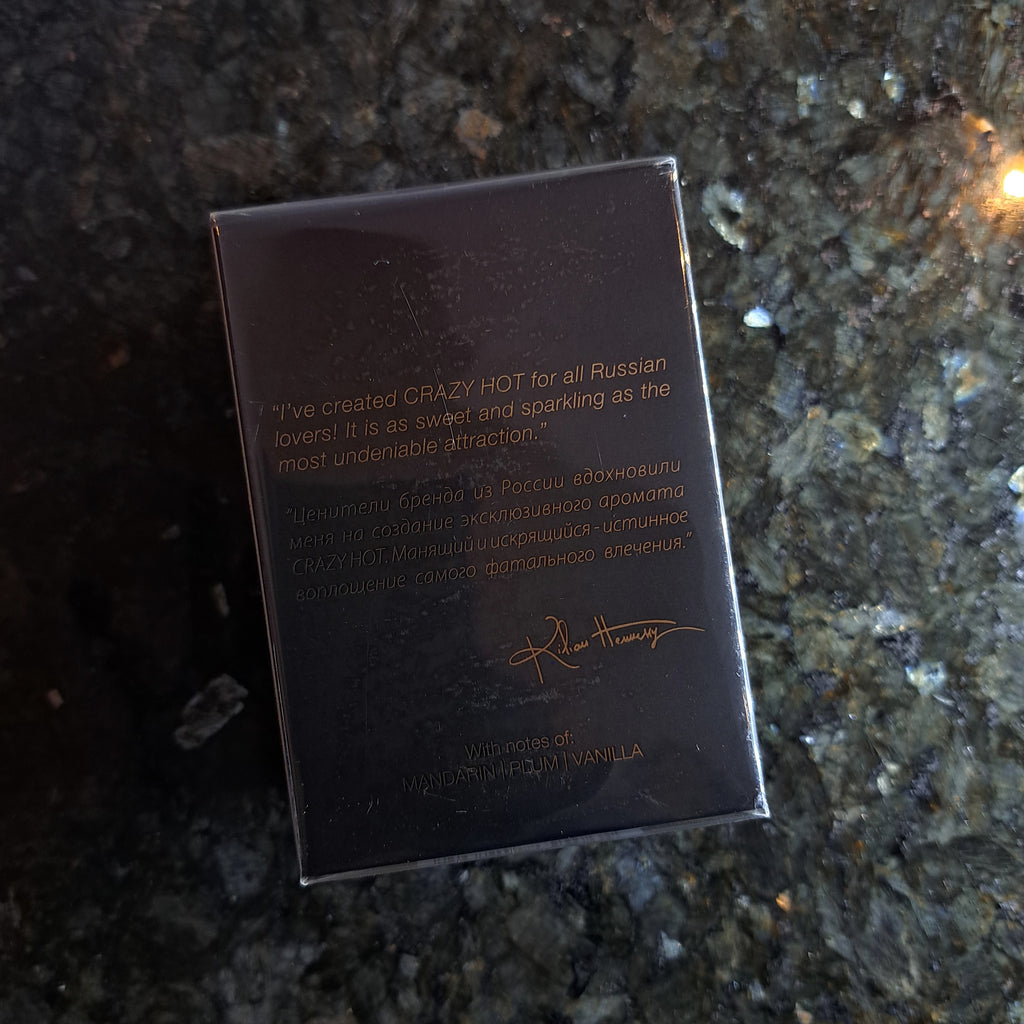 “I’ve created CRAZY HOT for all Russian
lovers! It is as sweet and sparkling as the
most undeniable attraction.”
“Ценители бренда из России вдохновили
меня на создание эксклюзивного аромата
CRAZY HOT. Манящий и искрящийся - истинное
воплощение самого фатального влечения.”
Kilian Hennessy
With notes of:
MANDARIN | PLUM | VANILLA